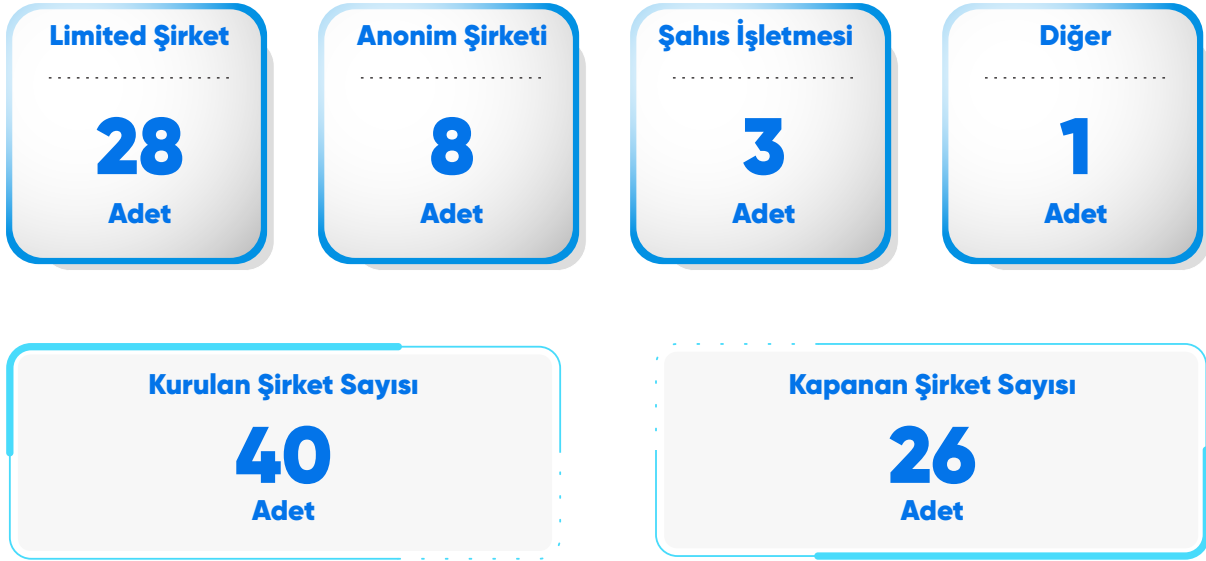 Limited Şirket
28
Adet
Anonim Şirketi
8
Adet
Şahıs İşletmesi
3
Adet
Diğer
1
Adet
Kurulan Şirket Sayısı
40
Adet
Kapanan Şirket Sayısı
26
Adet